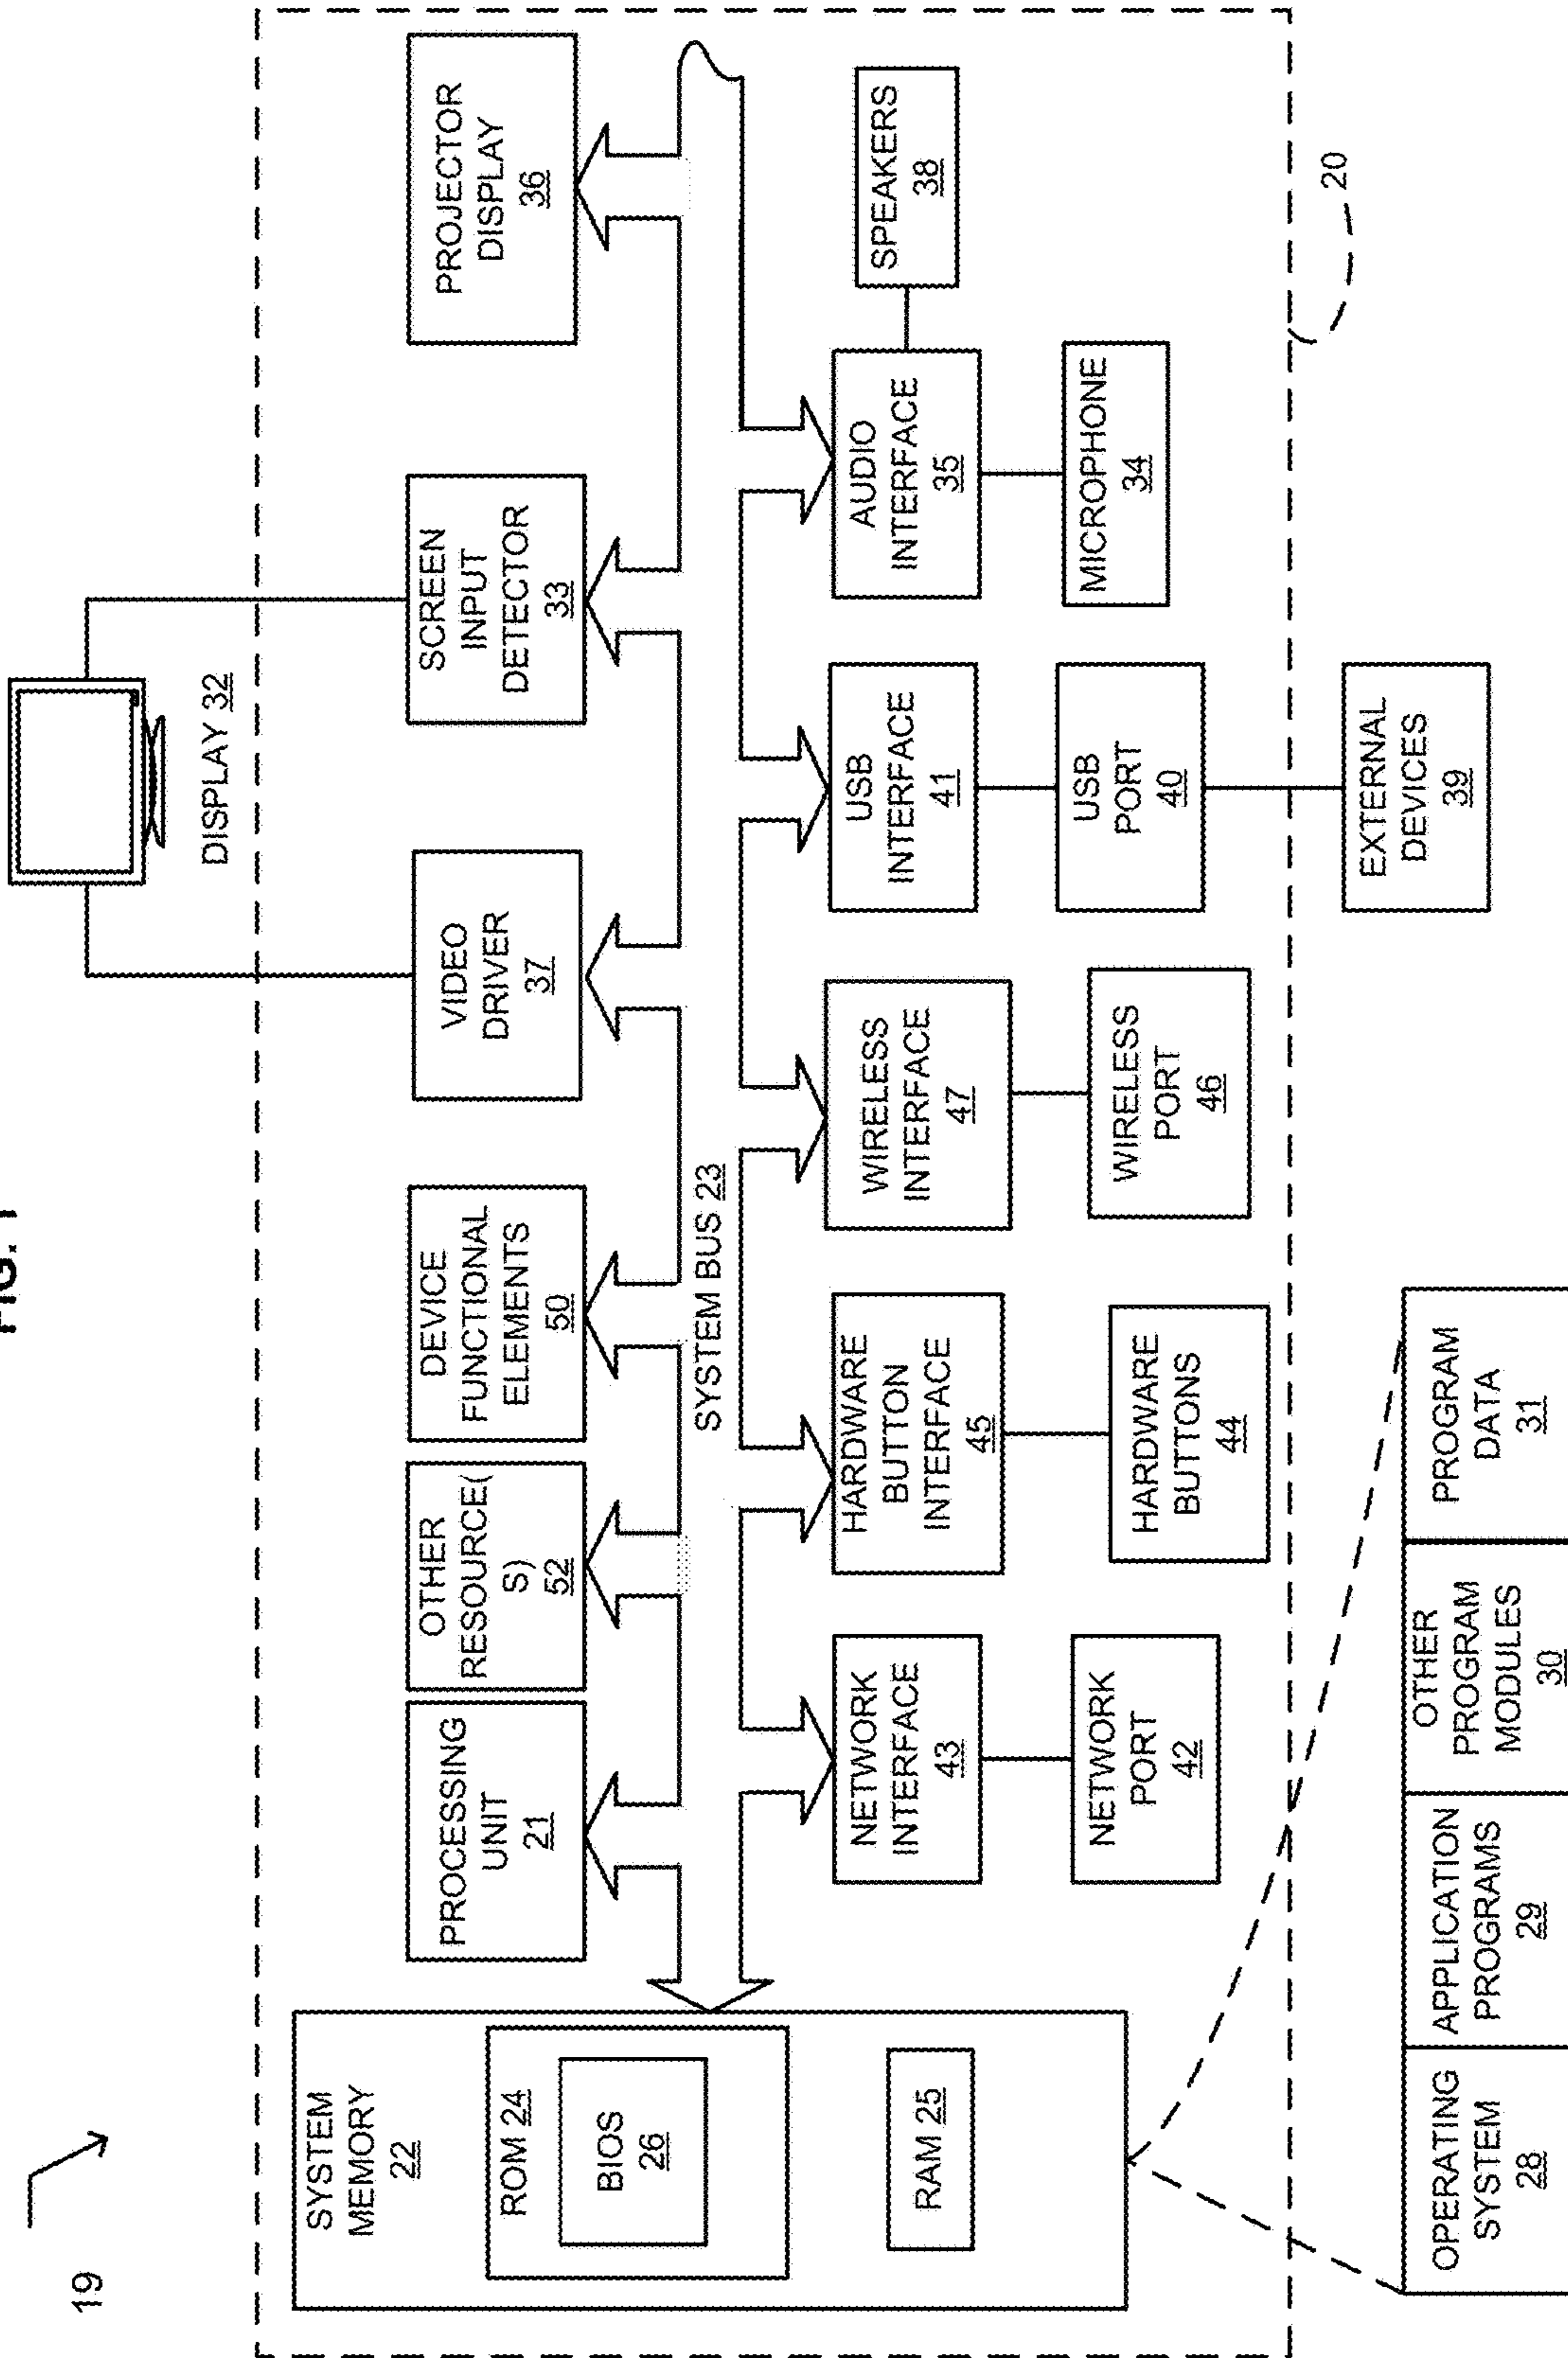 FIG. 1
19
DISPLAY 32
SYSTEM
MEMORY
22
ROM 24
BIOS
26
RAM 25
PROCESSING
UNIT
21
OTHER
RESOURCE(
S)
52
DEVICE
FUNCTIONAL
ELEMENTS
50
VIDEO
DRIVER
37
SCREEN
INPUT
DETECTOR
33
PROJECTOR
DISPLAY
36
SYSTEM BUS 23
NETWORK
INTERFACE
43
HARDWARE
BUTTON
INTERFACE
45
WIRELESS
INTERFACE
47
USB
INTERFACE
41
AUDIO
INTERFACE
35
SPEAKERS
38
NETWORK
PORT
42
HARDWARE
BUTTONS
44
WIRELESS
PORT
46
USB
PORT
40
MICROPHONE
34
20
OPERATING
SYSTEM
28
APPLICATION
PROGRAMS
29
OTHER
PROGRAM
MODULES
30
PROGRAM
DATA
31
EXTERNAL
DEVICES
39